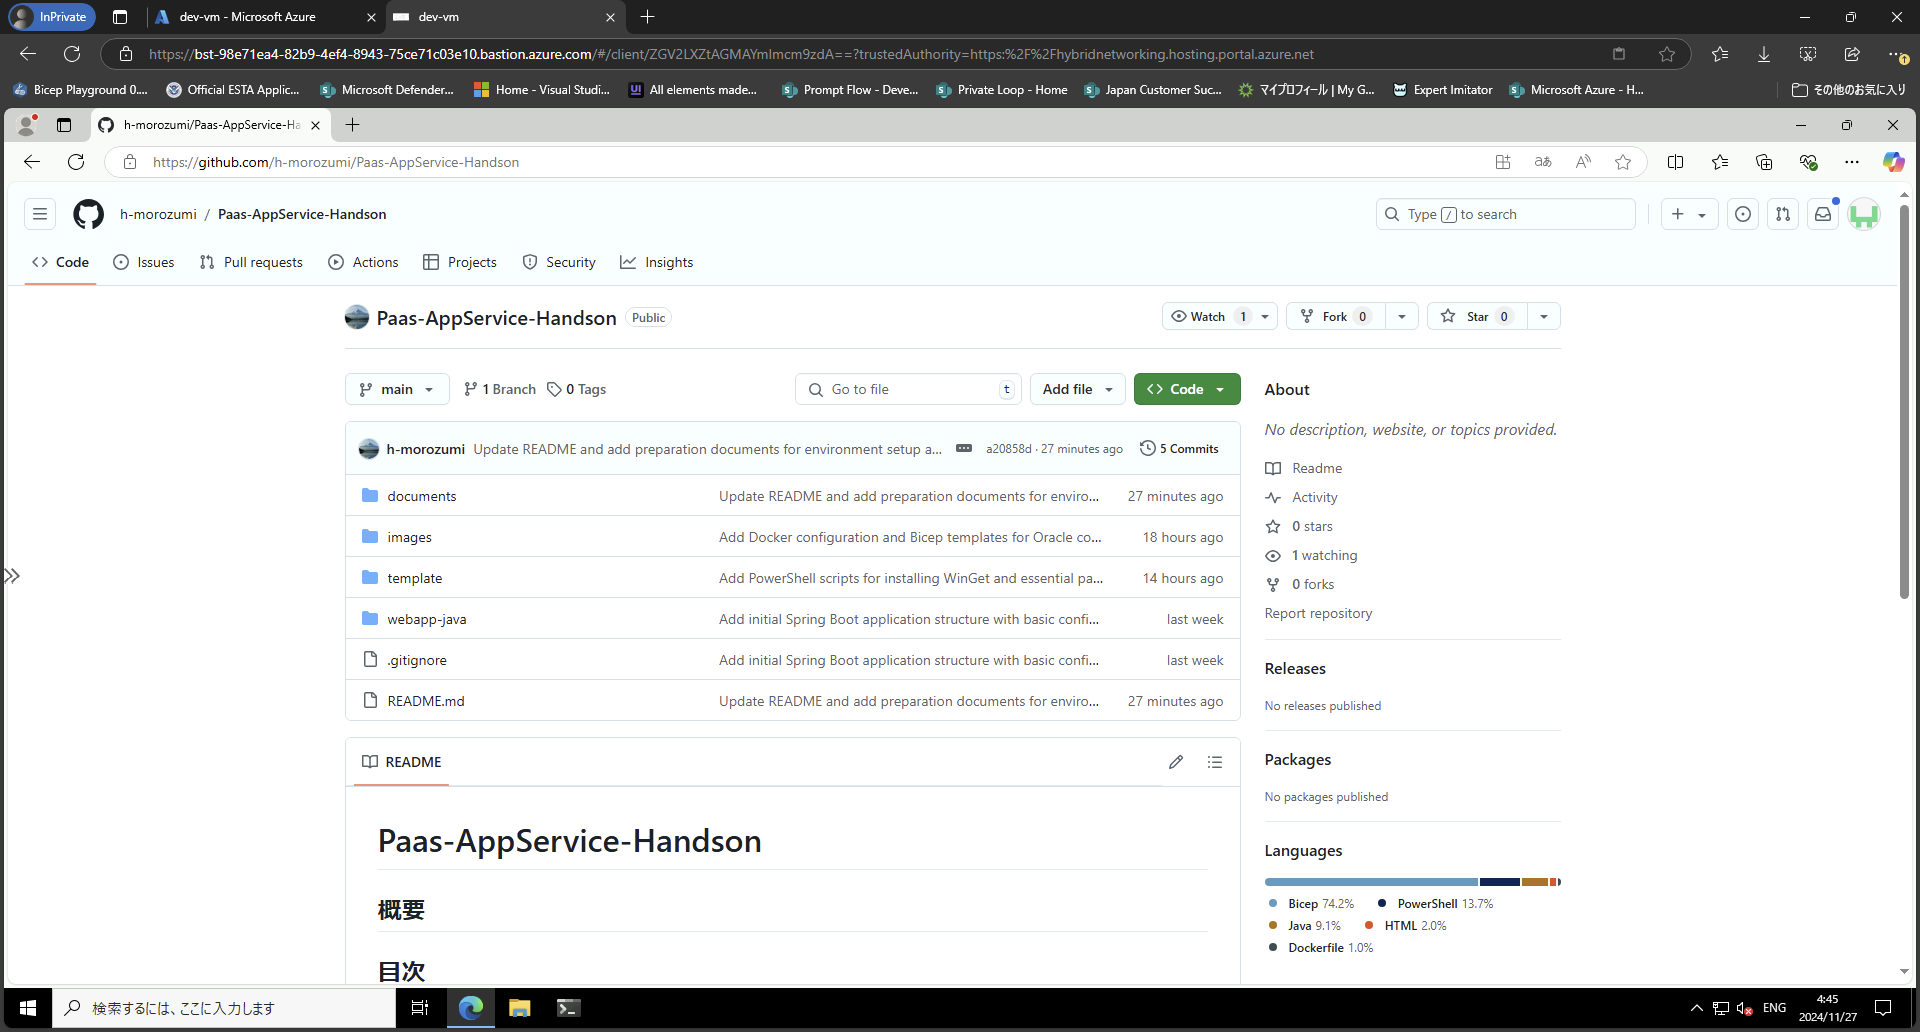 InPrivate
dev-vm - Microsoft Azure
dev-vm
https://bst-98e71ea4-82b9-4ef4-8943-75ce71c03e10.bastion.azure.com/#/client/ZGV2LXZtAGMAYmlmcm9zdA==?trustedAuthority=https:%2F%2Fhybridnetworking.hosting.portal.azure.net
Bicep Playground 0....
Official ESTA Applic...
Microsoft Defender...
Home - Visual Studi...
All elements made...
Prompt Flow - Deve...
Private Loop - Home
Japan Customer Suc...
マイプロフィール | My G...
Expert Imitator
Microsoft Azure - H...
その他のお気に入り
h-morozumi/Paas-AppService-Ha
https://github.com/h-morozumi/Paas-AppService-Handson
h-morozumi / Paas-AppService-Handson
Type / to search
Code
Issues
Pull requests
Actions
Projects
Security
Insights
Paas-AppService-Handson Public
Watch 1
Fork 0
Star 0
main
1 Branch
0 Tags
Go to file t
Add file
Code
h-morozumi Update README and add preparation documents for environment setup a... a20858d · 27 minutes ago 5 Commits
documents Update README and add preparation documents for enviro... 27 minutes ago
images Add Docker configuration and Bicep templates for Oracle co... 18 hours ago
template Add PowerShell scripts for installing WinGet and essential pa... 14 hours ago
webapp-java Add initial Spring Boot application structure with basic confi... last week
.gitignore Add initial Spring Boot application structure with basic confi... last week
README.md Update README and add preparation documents for enviro... 27 minutes ago
README
Paas-AppService-Handson
概要
目次
About
No description, website, or topics provided.
Readme
Activity
0 stars
1 watching
0 forks
Report repository
Releases
No releases published
Packages
No packages published
Languages
Bicep 74.2% PowerShell 13.7%
Java 9.1% HTML 2.0%
Dockerfile 1.0%
検索するには、ここに入力します
ENG
4:45
2024/11/27